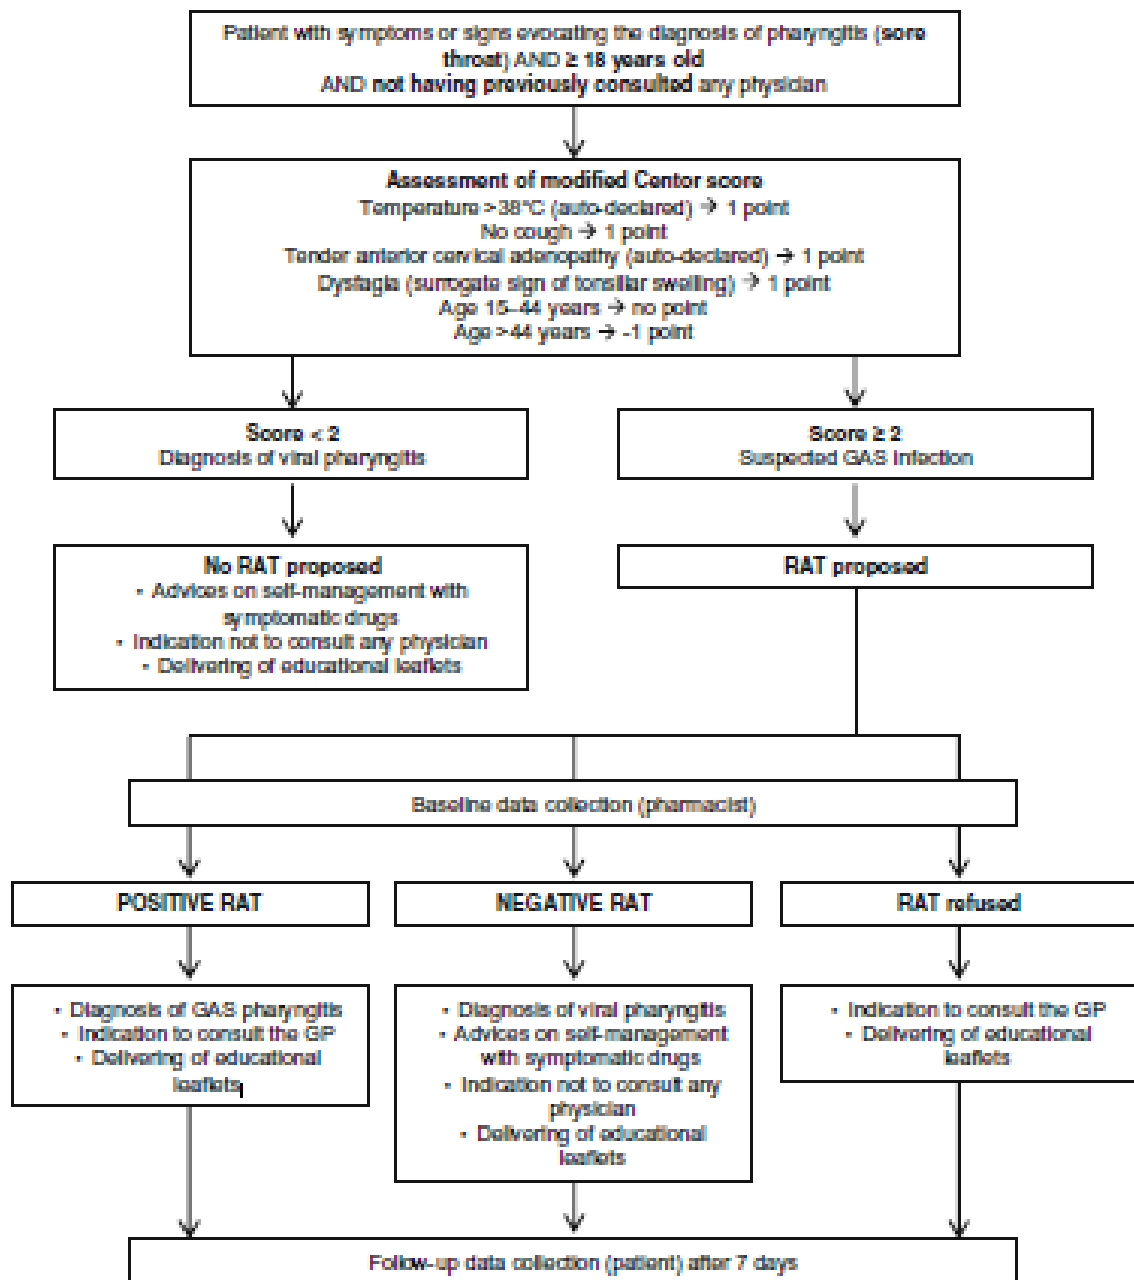 Patient with symptoms or signs evocating the diagnosis of pharyngitis (sore
throat) AND ≥ 18 years old
AND not having previously consulted any physician
Assessment of modified Centor score
Temperature >38°C (auto-declared) → 1 point
No cough → 1 point
Tender anterior cervical adenopathy (auto-declared) → 1 point
Dysfagia (surrogate sign of tonsillar swelling) → 1 point
Age 15–44 years → no point
Age >44 years → -1 point
Score < 2
Diagnosis of viral pharyngitis
Score ≥ 2
Suspected GAS infection
No RAT proposed
• Advices on self-management with
symptomatic drugs
• Indication not to consult any physician
• Delivering of educational leaflets
RAT proposed
Baseline data collection (pharmacist)
POSITIVE RAT
NEGATIVE RAT
RAT refused
• Diagnosis of GAS pharyngitis
• Indication to consult the GP
• Delivering of educational
leaflets
• Diagnosis of viral pharyngitis
• Advices on self-management
with symptomatic drugs
• Indication not to consult any
physician
• Delivering of educational
leaflets
• Indication to consult the GP
• Delivering of educational
leaflets
Follow-up data collection (patient) after 7 days